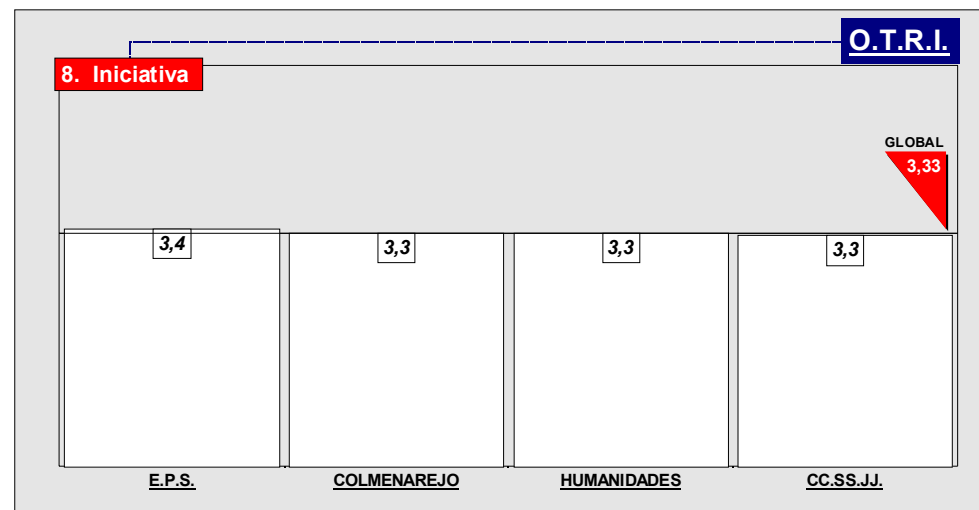 O.T.R.I.
8. Iniciativa
GLOBAL
3,33
3,4
3,3
3,3
3,3
E.P.S.
COLMENAREJO
HUMANIDADES
CC.SS.JJ.